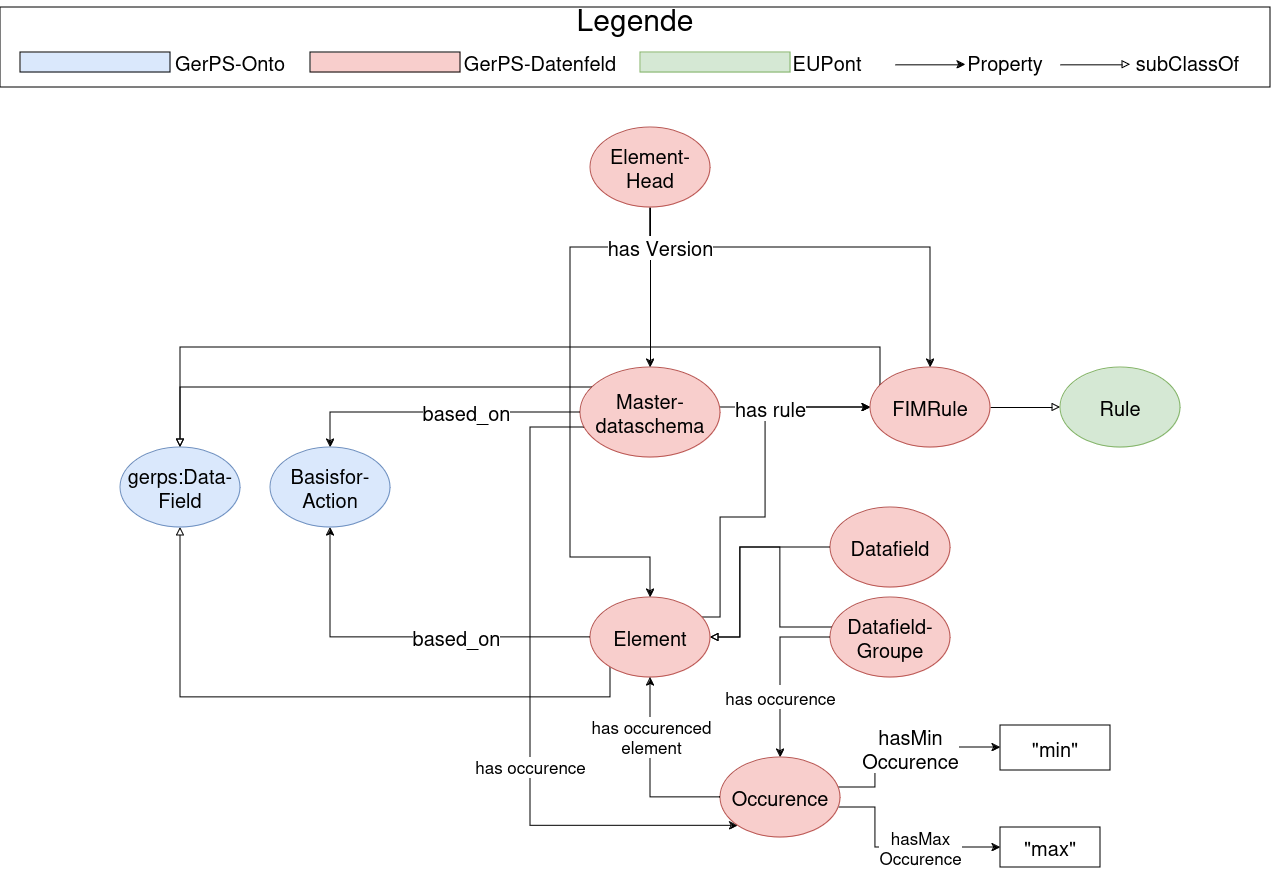 Legende
GerPS-Onto
GerPS-Datenfeld
EUPont
Property
subClassOf
Element-
Head
has Version
Master-
dataschema
has rule
FIMRule
Rule
based_on
gerps:Data-
Field
Basisfor-
Action
Datafield
Element
Datafield-
Groupe
based_on
has occurence
has occurenced
element
has occurence
hasMin
Occurence
"min"
Occurence
hasMax
Occurence
"max"